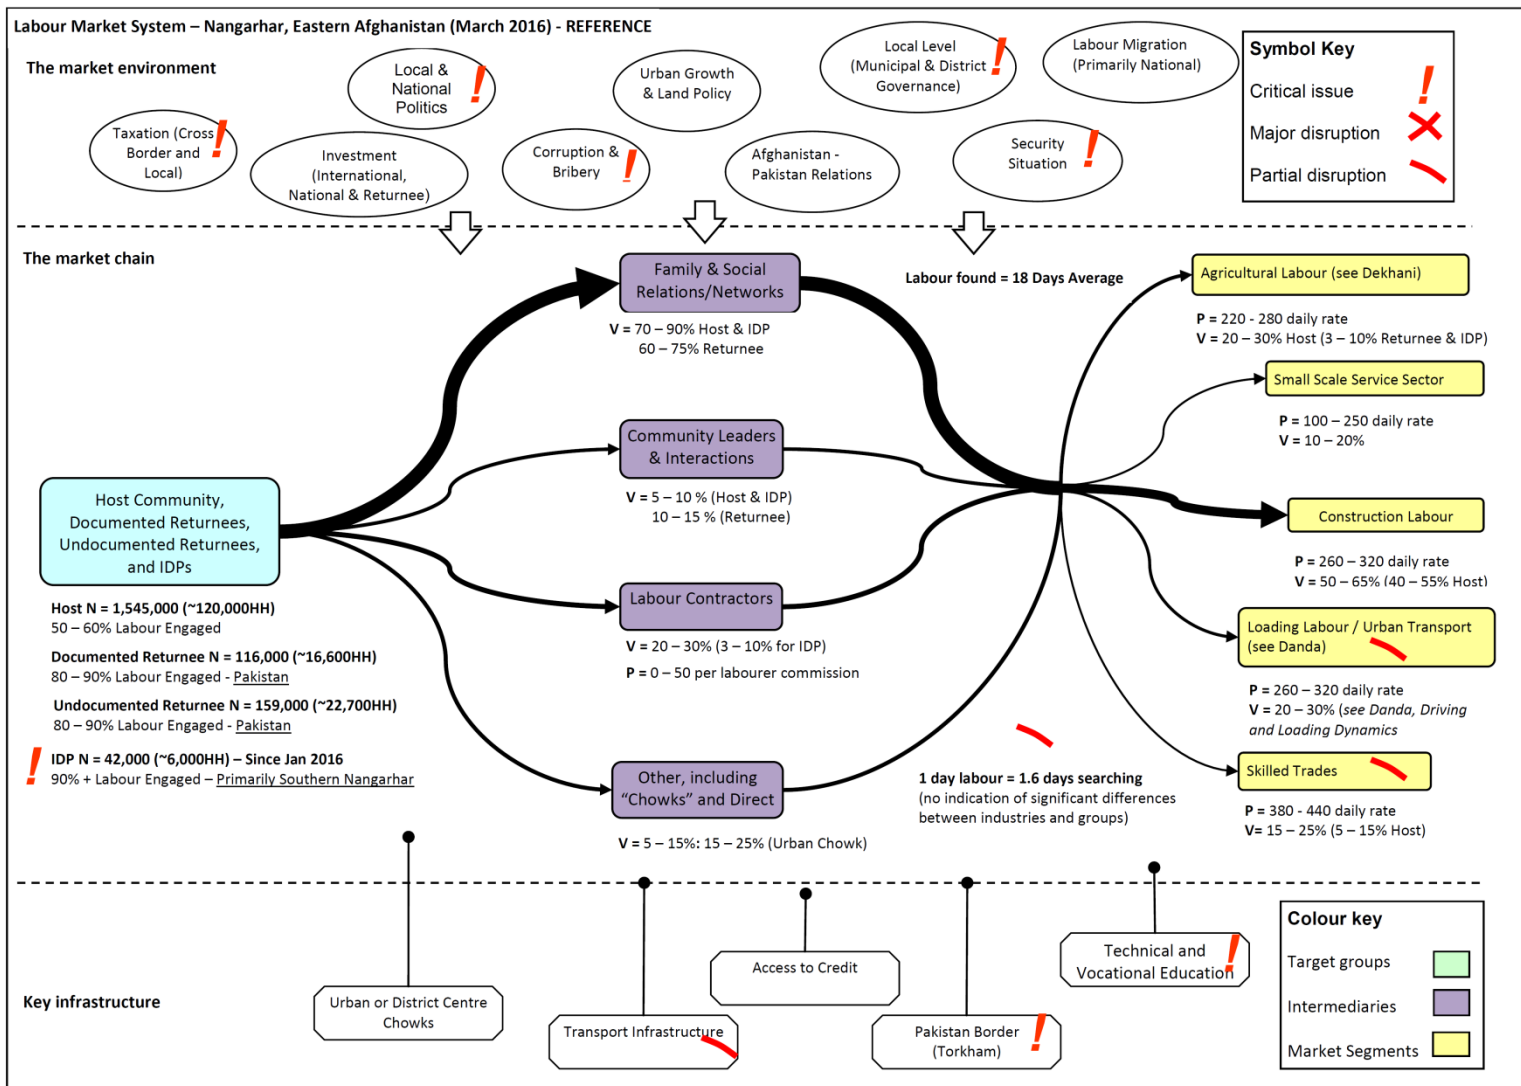 Labour Market System – Nangarhar, Eastern Afghanistan (March 2016) - REFERENCE
The market environment
Local &
National
Politics
Urban Growth
& Land Policy
Local Level
(Municipal & District
Governance)
Labour Migration
(Primarily National)
Taxation (Cross
Border and
Local)
Investment
(International,
National & Returnee)
Corruption &
Bribery
Afghanistan -
Pakistan Relations
Security
Situation
Symbol Key
Critical issue
Major disruption
Partial disruption
The market chain
Host Community,
Documented Returnees,
Undocumented Returnees,
and IDPs
Host N = 1,545,000 (~120,000HH)
50 – 60% Labour Engaged
Documented Returnee N = 116,000 (~16,600HH)
80 – 90% Labour Engaged - Pakistan
Undocumented Returnee N = 159,000 (~22,700HH)
80 – 90% Labour Engaged - Pakistan
IDP N = 42,000 (~6,000HH) – Since Jan 2016
90% + Labour Engaged – Primarily Southern Nangarhar
Family & Social
Relations/Networks
V = 70 – 90% Host & IDP
60 – 75% Returnee
Community Leaders
& Interactions
V = 5 – 10 % (Host & IDP)
10 – 15 % (Returnee)
Labour Contractors
V = 20 – 30% (3 – 10% for IDP)
P = 0 – 50 per labourer commission
Other, including
“Chowks” and Direct
V = 5 – 15%: 15 – 25% (Urban Chowk)
Labour found = 18 Days Average
1 day labour = 1.6 days searching
(no indication of significant differences
between industries and groups)
Agricultural Labour (see Dekhani)
P = 220 - 280 daily rate
V = 20 – 30% Host (3 – 10% Returnee & IDP)
Small Scale Service Sector
P = 100 – 250 daily rate
V = 10 – 20%
Construction Labour
P = 260 – 320 daily rate
V = 50 – 65% (40 – 55% Host)
Loading Labour / Urban Transport
(see Danda)
P = 260 – 320 daily rate
V = 20 – 30% (see Danda, Driving
and Loading Dynamics
Skilled Trades
P = 380 - 440 daily rate
V= 15 – 25% (5 – 15% Host)
Key infrastructure
Urban or District Centre
Chowks
Transport Infrastructure
Access to Credit
Pakistan Border
(Torkham)
Technical and
Vocational Education
Colour key
Target groups
Intermediaries
Market Segments